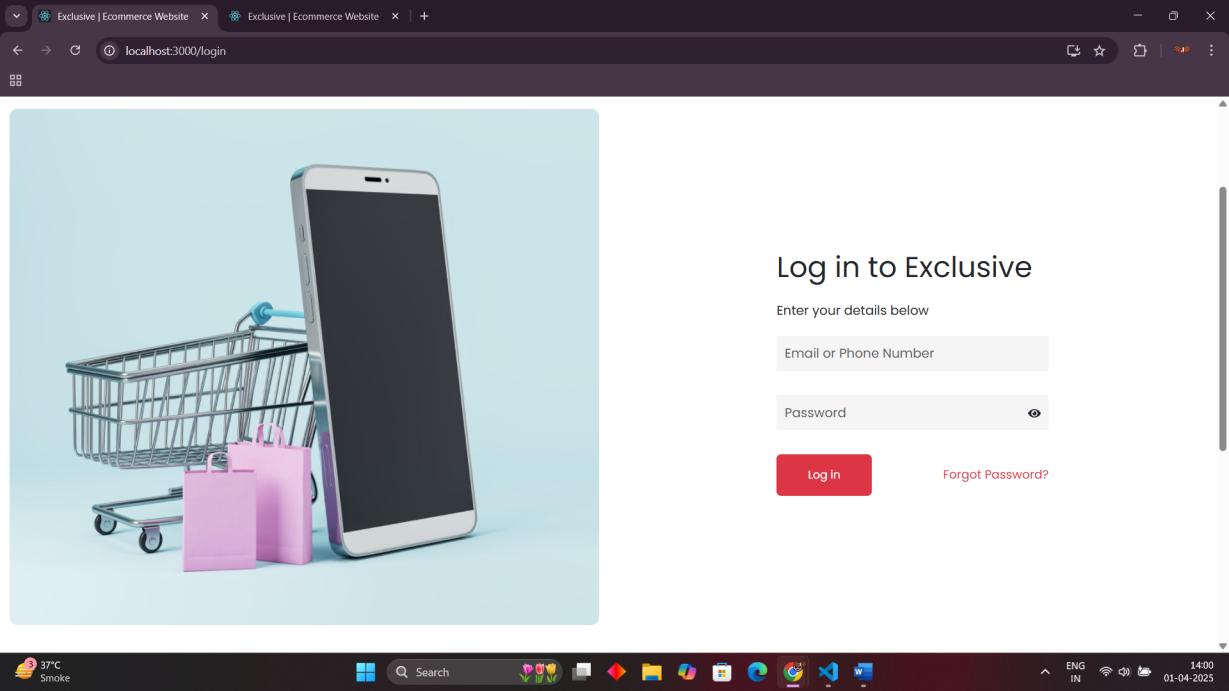 Exclusive | Ecommerce Website
Exclusive | Ecommerce Website
localhost:3000/login
Log in to Exclusive
Enter your details below
Email or Phone Number
Password
Log in
Forgot Password?
3
37°C
Smoke
Search
ENG
IN
14:00
01-04-2025